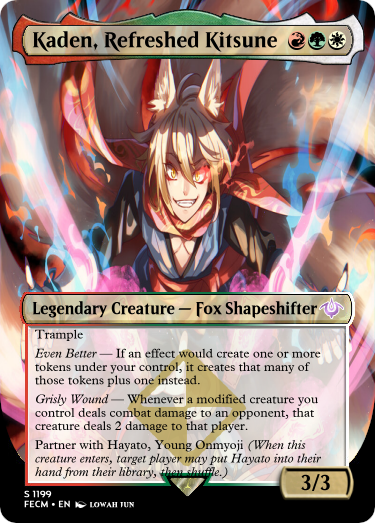 Kaden, Refreshed Kitsune
Legendary Creature — Fox Shapeshifter
Trample
Even Better — If an effect would create one or more
tokens under your control, it creates that many of
those tokens plus one instead.
Grisly Wound — Whenever a modified creature you
control deals combat damage to an opponent, that
creature deals 2 damage to that player.
Partner with Hayato, Young Onmyoji (When this
creature enters, target player may put Hayato into their
hand from their library, then shuffle.)
3/3
S 1199
FECM • EN LOWAH JUN